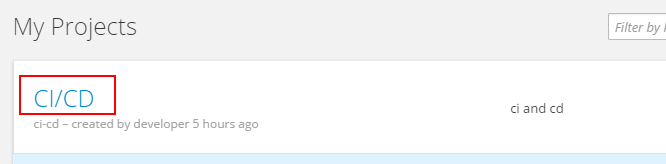 My Projects
Filter by
CI/CD
ci and cd
ci-cd – created by developer 5 hours ago